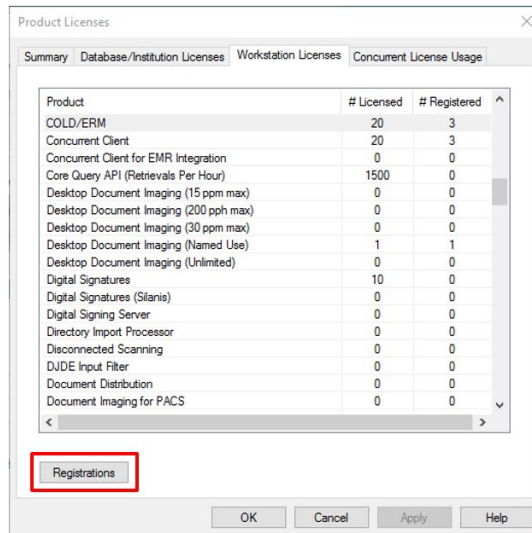 Product Licenses
Summary Database/Institution Licenses Workstation Licenses Concurrent License Usage
Product # Licensed # Registered
COLD/ERM 20 3
Concurrent Client 20 3
Concurrent Client for EMR Integration 0 0
Core Query API (Retrievals Per Hour) 1500 0
Desktop Document Imaging (15 ppm max) 0 0
Desktop Document Imaging (200 pph max) 0 0
Desktop Document Imaging (30 ppm max) 0 0
Desktop Document Imaging (Named Use) 1 1
Desktop Document Imaging (Unlimited) 0 0
Digital Signatures 10 0
Digital Signatures (Silanis) 0 0
Digital Signing Server 0 0
Directory Import Processor 0 0
Disconnected Scanning 0 0
DJDE Input Filter 0 0
Document Distribution 0 0
Document Imaging for PACS 0 0
Registrations
OK Cancel Apply Help